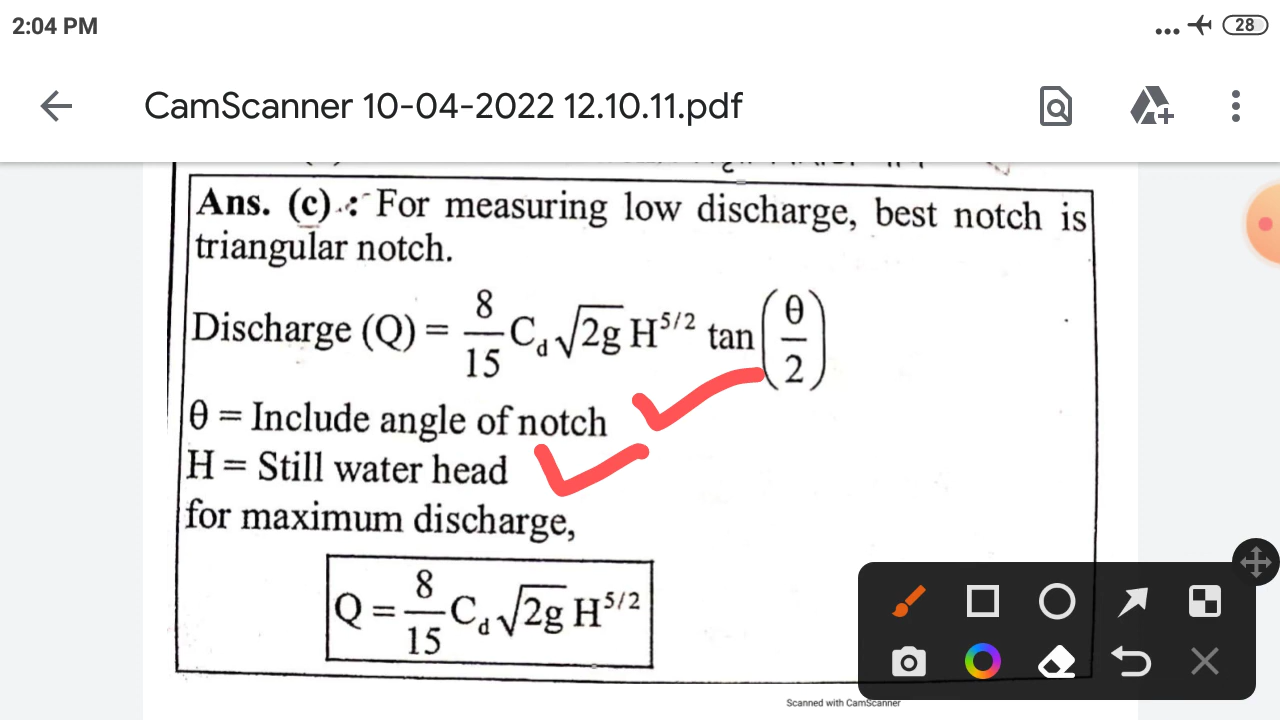 2:04 PM
28
CamScanner 10-04-2022 12.10.11.pdf
Ans. (c) : For measuring low discharge, best notch is
triangular notch.
Discharge (Q) = 8/15 C_d √2g H^5/2 tan(θ/2)
θ = Include angle of notch
H = Still water head
for maximum discharge,
Q = 8/15 C_d √2g H^5/2
Scanned with CamScanner